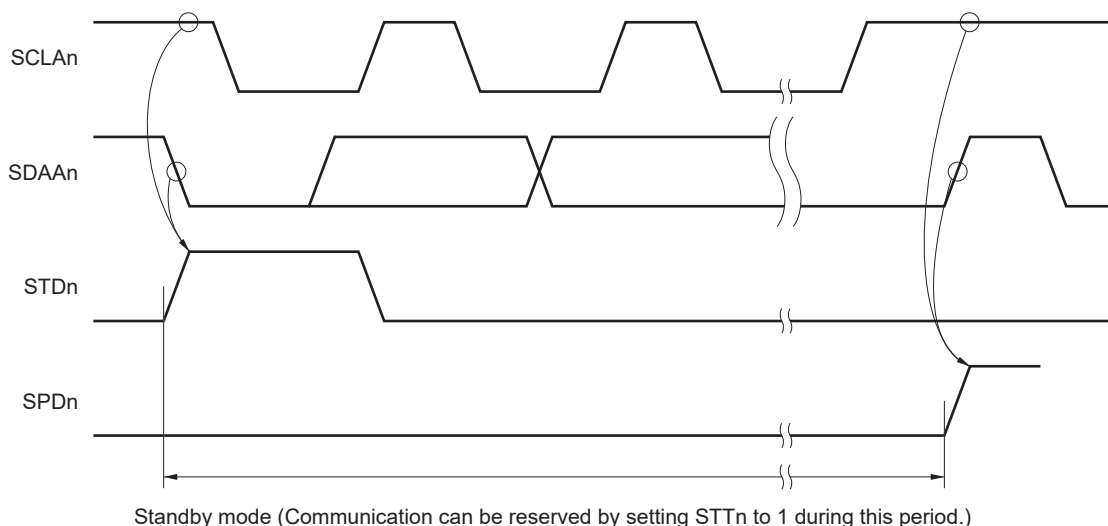 SCLAn
SDAAn
STDn
SPDn
Standby mode (Communication can be reserved by setting STTn to 1 during this period.)